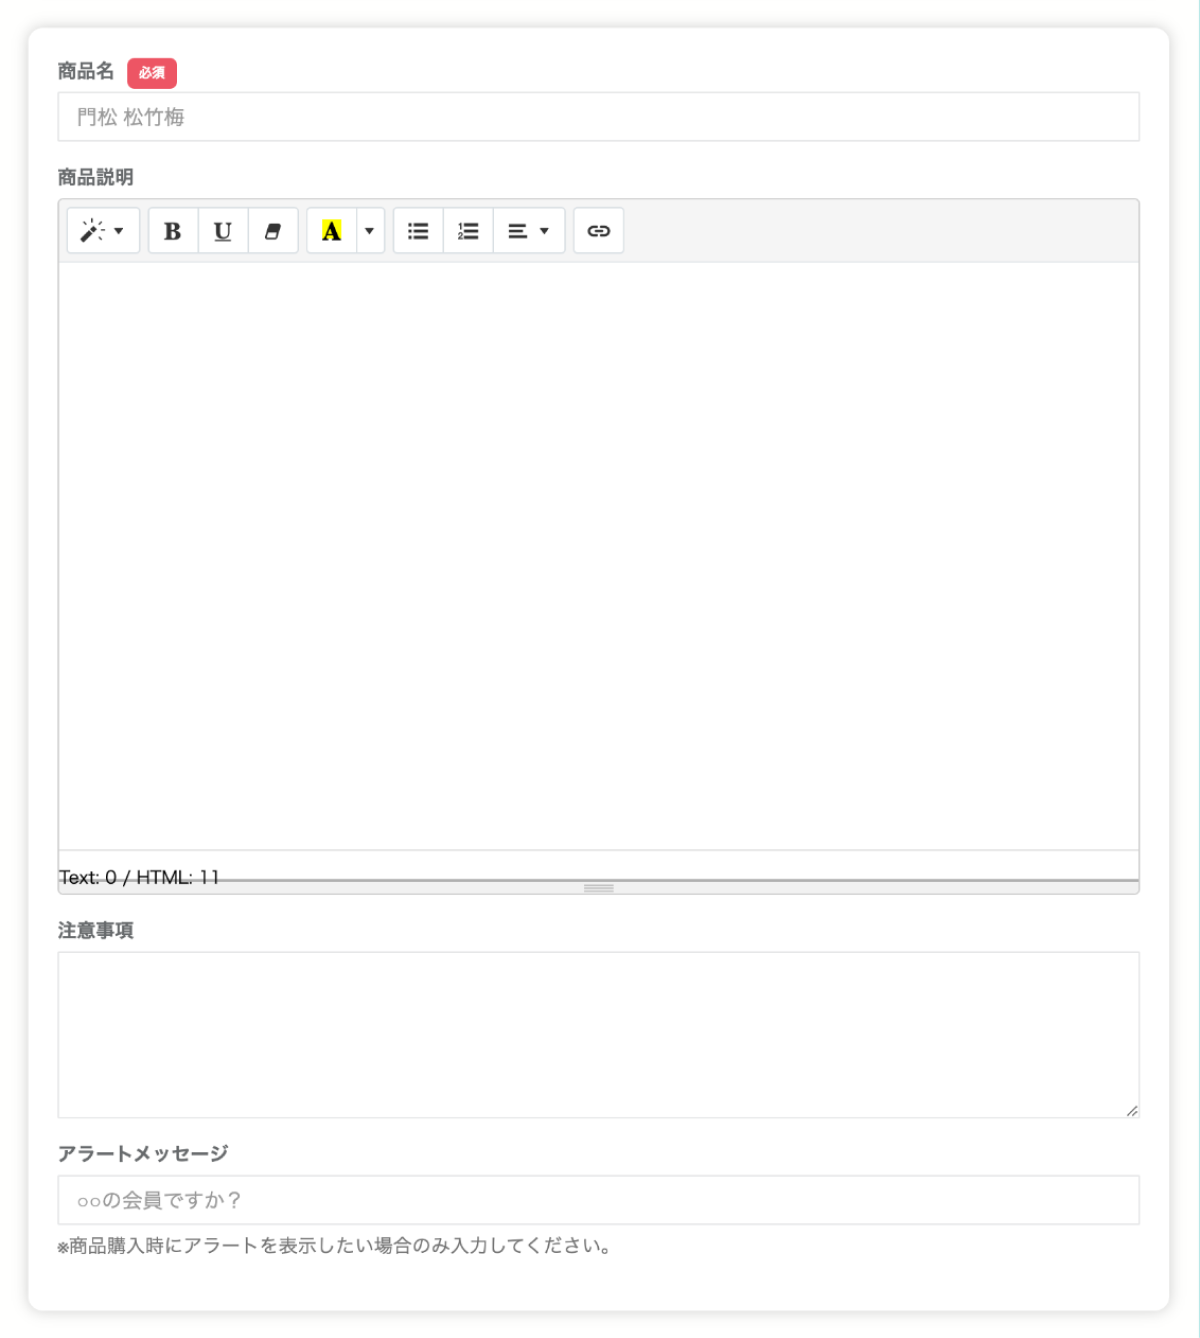 商品名 必須
門松 松竹梅
商品説明
B U A
Text: 0 / HTML: 11
注意事項
アラートメッセージ
○○の会員ですか？
※商品購入時にアラートを表示したい場合のみ入力してください。